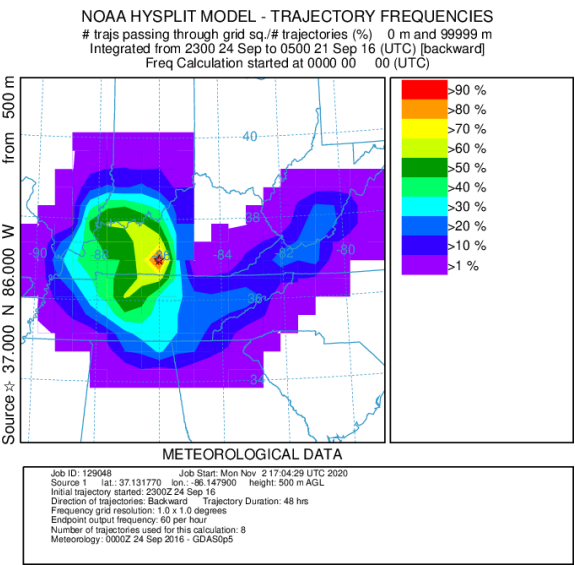 NOAA HYSPLIT MODEL - TRAJECTORY FREQUENCIES
# trajs passing through grid sq./# trajectories (%) 0 m and 99999 m
Integrated from 2300 24 Sep to 0500 21 Sep 16 (UTC) [backward]
Freq Calculation started at 0000 00 00 (UTC)
Source ☆ 37.000 N 86.000 W from 500 m
40
38
-90 -88 -86 -84 -82 -80
36
34
>90 %
>80 %
>70 %
>60 %
>50 %
>40 %
>30 %
>20 %
>10 %
>1 %
METEOROLOGICAL DATA
Job ID: 129048 Job Start: Mon Nov 2 17:04:29 UTC 2020
Source 1 lat.: 37.131770 lon.: -86.147900 height: 500 m AGL
Initial trajectory started: 2300Z 24 Sep 16
Direction of trajectories: Backward Trajectory Duration: 48 hrs
Frequency grid resolution: 1.0 x 1.0 degrees
Endpoint output frequency: 60 per hour
Number of trajectories used for this calculation: 8
Meteorology: 0000Z 24 Sep 2016 - GDAS0p5